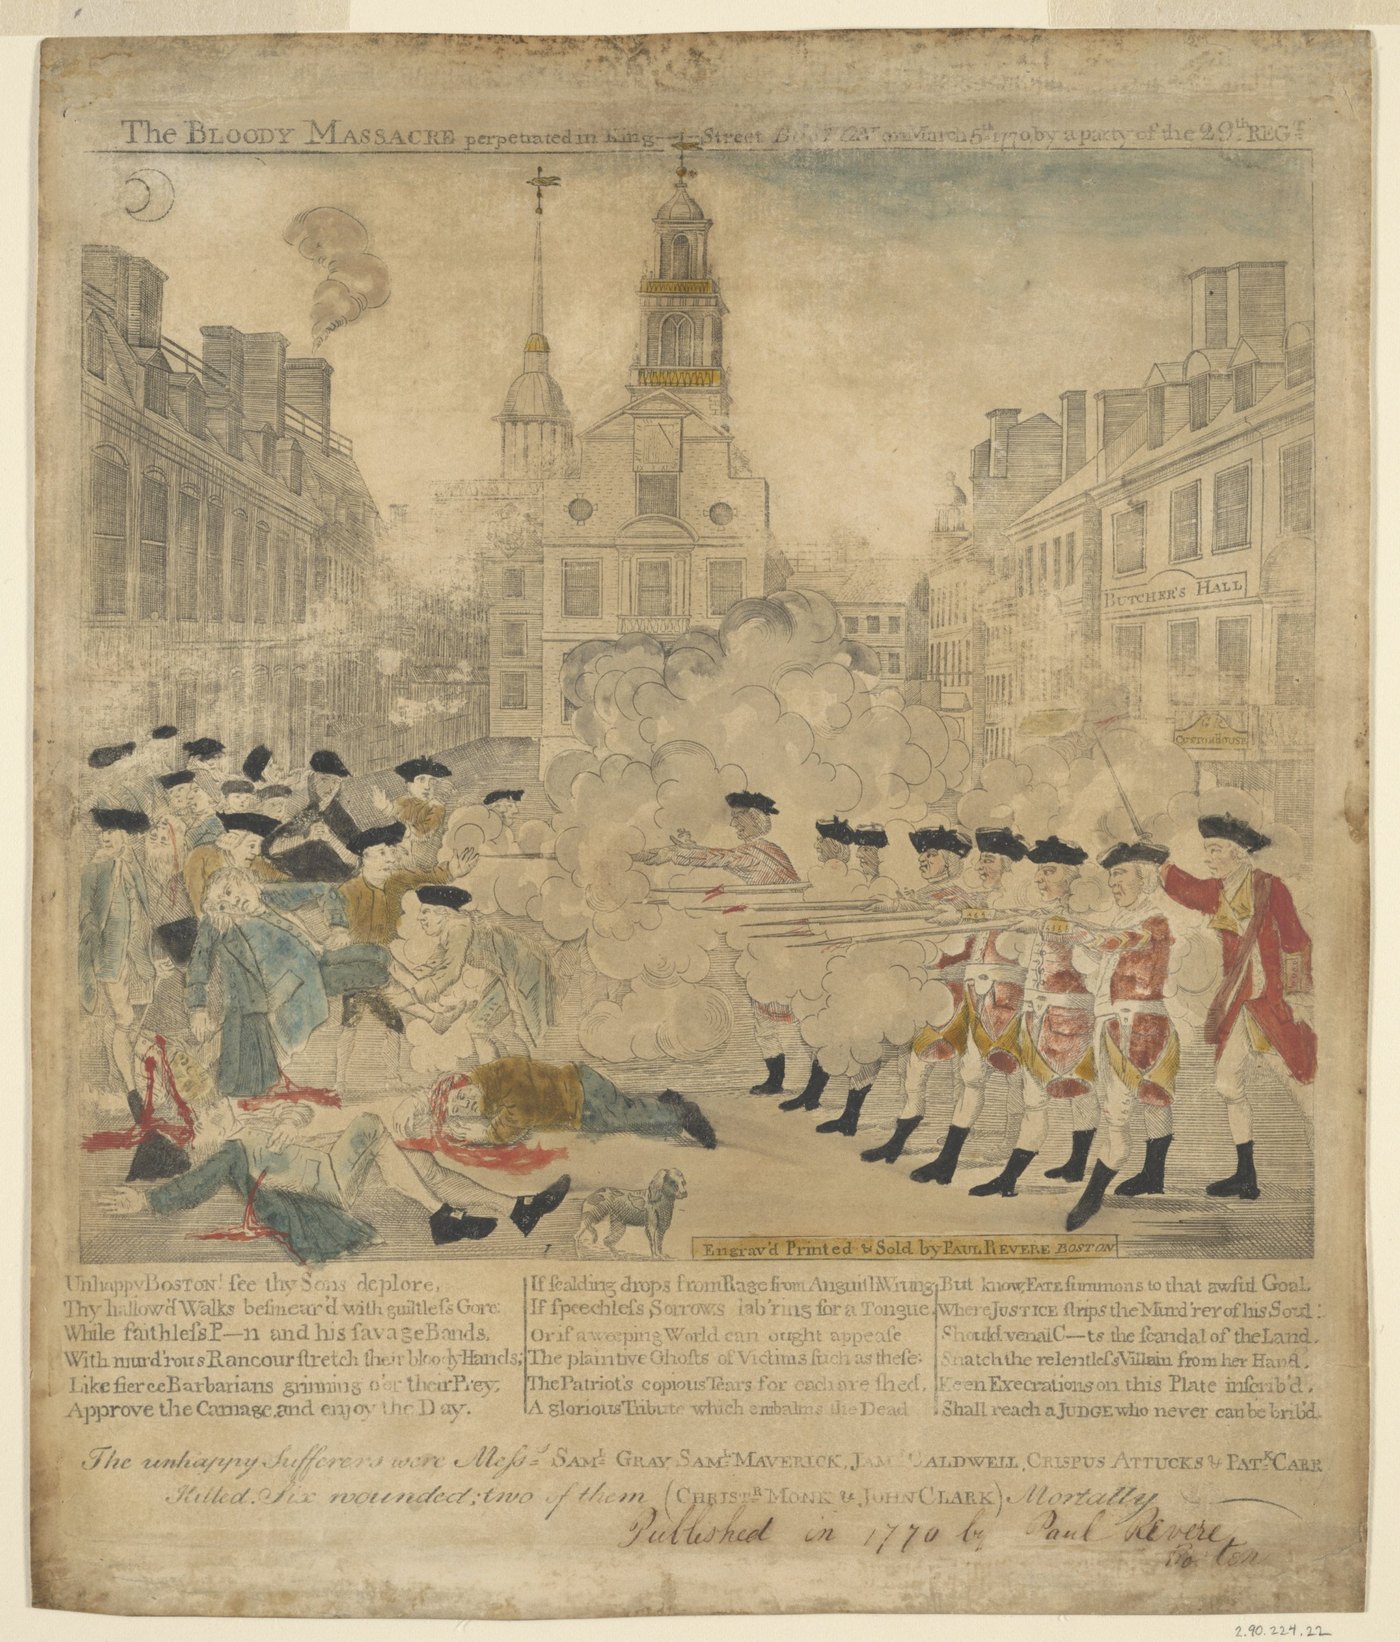 The BLOODY MASSACRE perpetrated in King Street BOSTON on March 5th 1770 by a party of the 29th REGT
BUTCHER'S HALL
CUSTOMHOUSE
Engrav'd Printed & Sold by PAUL REVERE BOSTON
Unhappy BOSTON! ſee thy Sons deplore,
Thy hallow'd Walks beſmear'd with guiltleſs Gore:
While faithleſs P—n and his ſavage Bands,
With murd'rous Rancour ſtretch their bloody Hands;
Like fierce Barbarians grinning o'er their Prey,
Approve the Carnage, and enjoy the Day.
If ſcalding drops from Rage from Anguiſh Wrung
If ſpeechleſs Sorrows lab'ring for a Tongue,
Or if a weeping World can ought appeaſe
The plaintive Ghoſts of Victims ſuch as theſe:
The Patriot's copious Tears for each are ſhed,
A glorious Tribute which embalms the Dead
But know, FATE ſummons to that awful Goal.
Where JUSTICE ſtrips the Murd'rer of his Soul:
Should venal C—ts the ſcandal of the Land,
Snatch the relentleſs Villain from her Hand,
Keen Execrations on this Plate inſcrib'd,
Shall reach a JUDGE who never can be brib'd.
The unhappy Sufferers were Meſsrs SAML GRAY SAML MAVERICK, JAMS CALDWELL, CRISPUS ATTUCKS & PATK CARR
Killed. Six wounded; two of them (CHRISTR MONK & JOHN CLARK) Mortally
Published in 1770 by Paul Revere
Boston
2.90.224.22